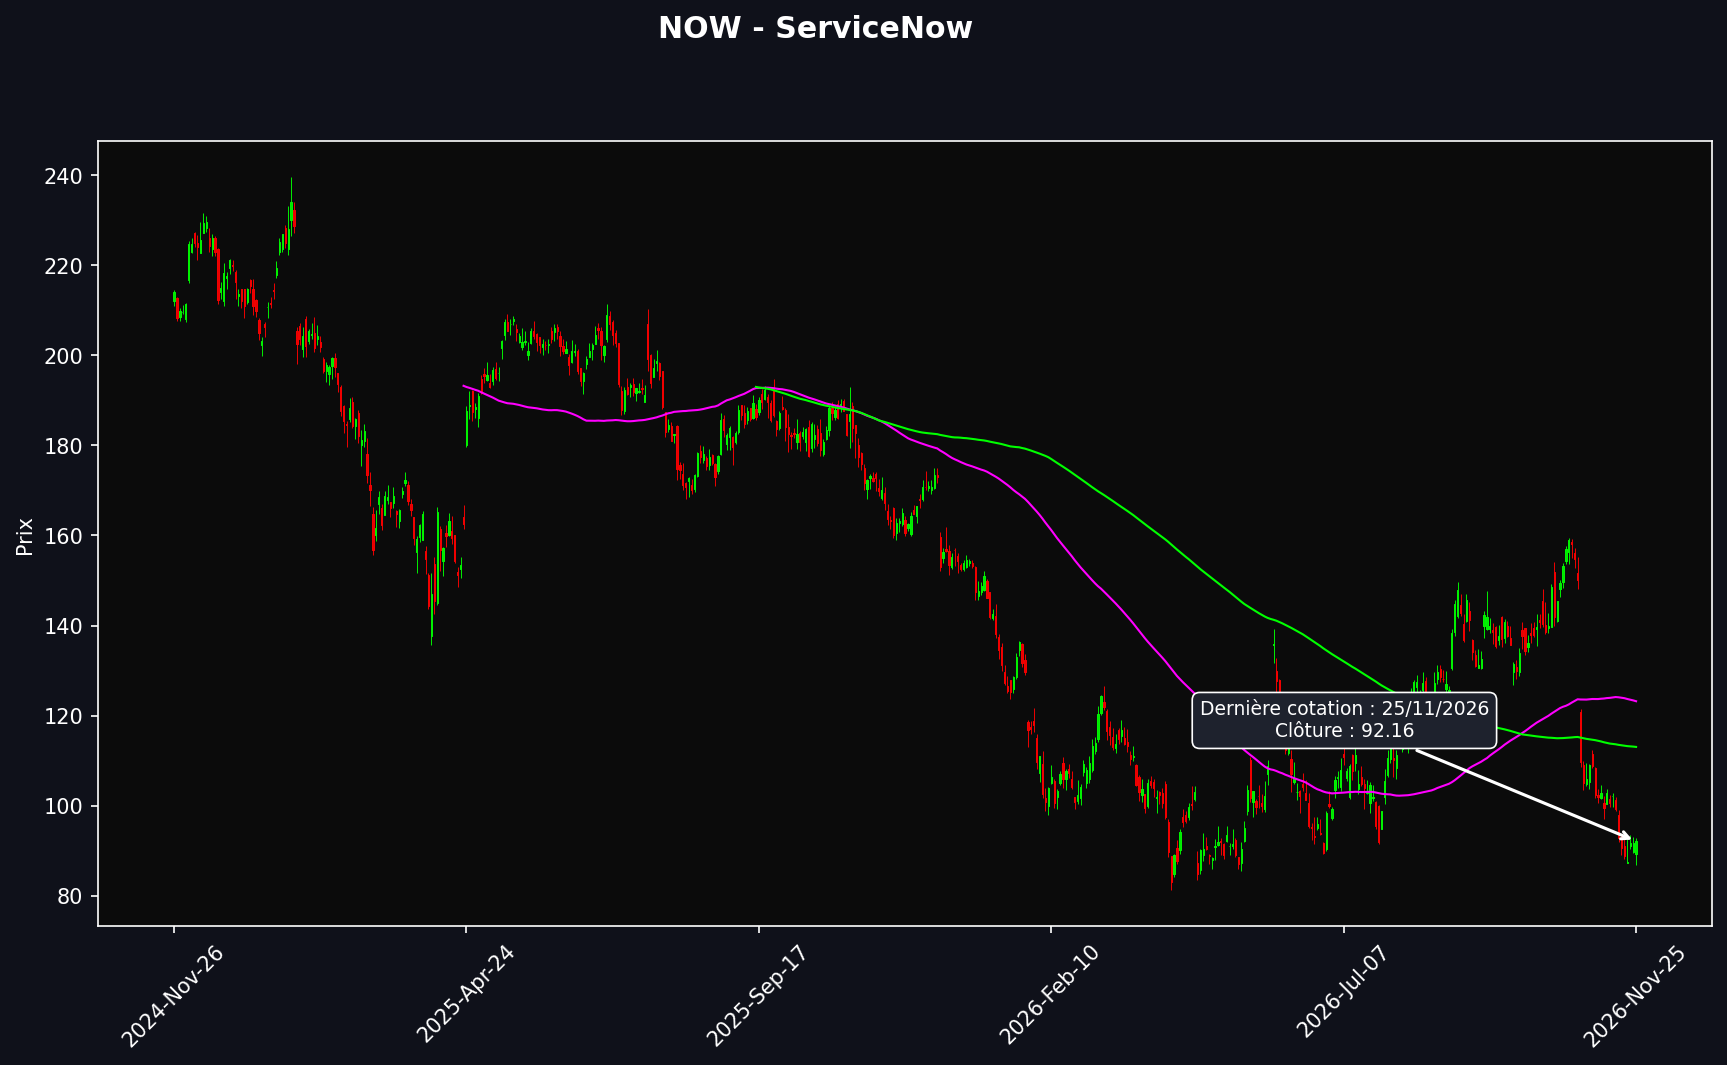 NOW - ServiceNow
Prix
240
220
200
180
160
140
120
100
80
Dernière cotation : 25/11/2026
Clôture : 92.16
2024-Nov-26
2025-Apr-24
2025-Sep-17
2026-Feb-10
2026-Jul-07
2026-Nov-25